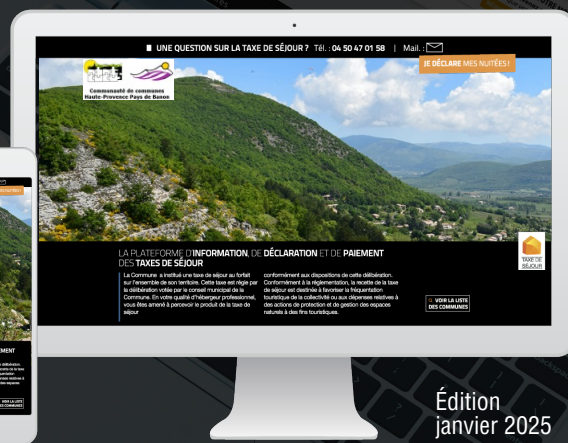 ■ UNE QUESTION SUR LA TAXE DE SÉJOUR ? Tél. : 04 50 47 01 58 | Mail. :
JE DÉCLARE MES NUITÉES !
Communauté de communes
Haute-Provence Pays de Banon
LA PLATEFORME D'INFORMATION, DE DÉCLARATION ET DE PAIEMENT
DES TAXES DE SÉJOUR
La Commune a institué une taxe de séjour au forfait
sur l'ensemble de son territoire. Cette taxe est régie par
la délibération votée par le conseil municipal de la
Commune. En votre qualité d'hébergeur professionnel,
vous êtes amené à percevoir le produit de la taxe de
séjour
conformément aux dispositions de cette délibération.
Conformément à la réglementation, la recette de la taxe
de séjour est destinée à favoriser la fréquentation
touristique de la collectivité ou aux dépenses relatives à
des actions de protection et de gestion des espaces
naturels à des fins touristiques.
TAXE DE
SÉJOUR
VOIR LA LISTE
DES COMMUNES
VOIR LA LISTE
DES COMMUNES
Édition
janvier 2025